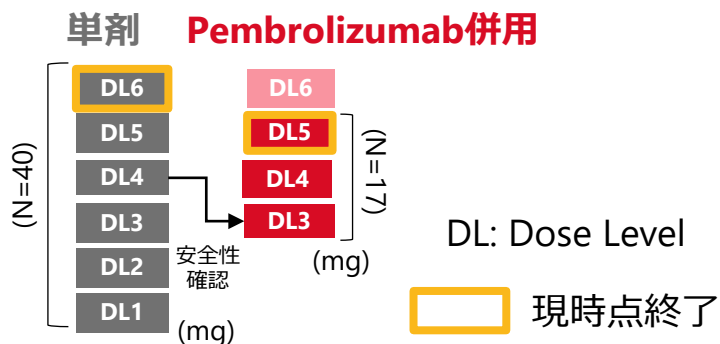 単剤
Pembrolizumab併用
(N=40)
DL6
DL5
DL4
DL3
DL2
DL1
(mg)
安全性
確認
DL6
DL5
DL4
DL3
(N=17)
(mg)
DL: Dose Level
現時点終了